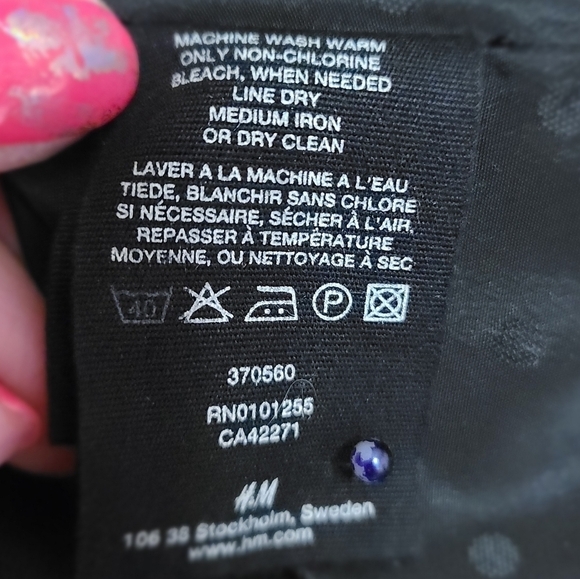 MACHINE WASH WARM
ONLY NON-CHLORINE
BLEACH, WHEN NEEDED
LINE DRY
MEDIUM IRON
OR DRY CLEAN
LAVER A LA MACHINE A L'EAU
TIEDE, BLANCHIR SANS CHLORE
SI NÉCESSAIRE, SÉCHER À L'AIR,
REPASSER À TEMPÉRATURE
MOYENNE, OU NETTOYAGE À SEC
40 P
370560
RN0101255
CA42271
H&M
106 38 Stockholm, Sweden
www.hm.com